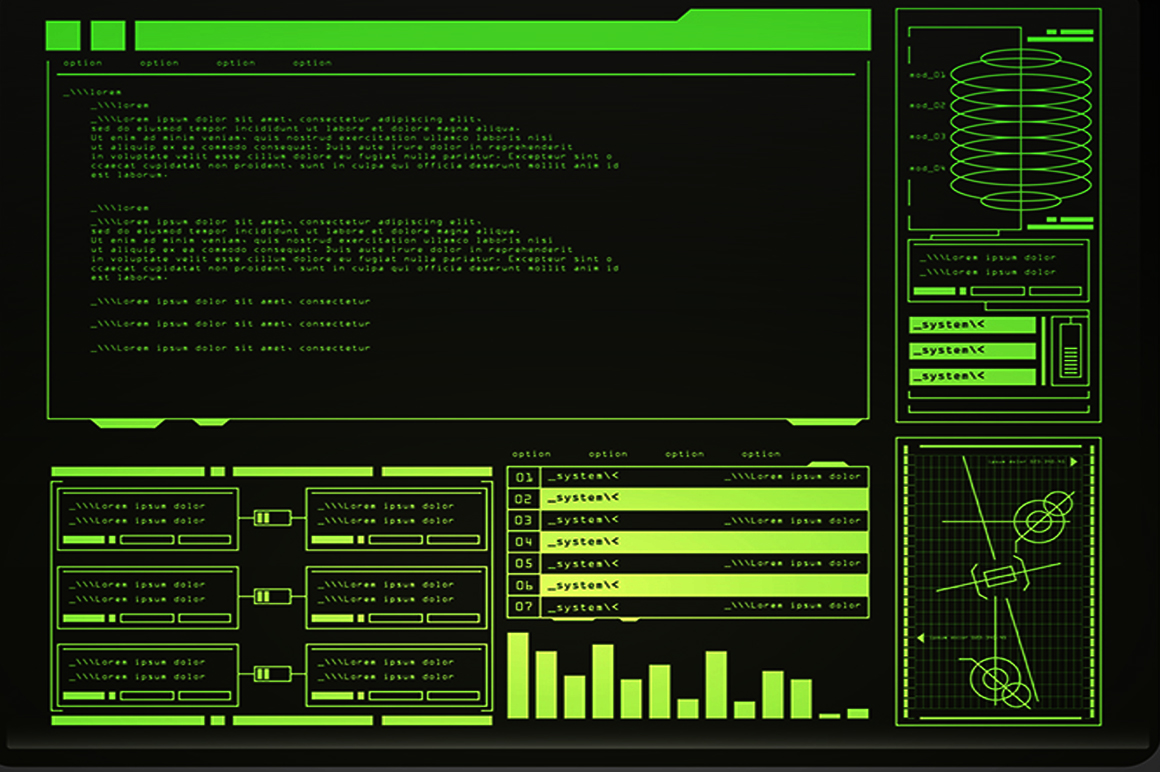 option option option option
_\\\lorem
_\\\lorem
_\\\Lorem ipsum dolor sit amet, consectetur adipiscing elit,
sed do eiusmod tempor incididunt ut labore et dolore magna aliqua.
Ut enim ad minim veniam, quis nostrud exercitation ullamco laboris nisi
ut aliquip ex ea commodo consequat. Duis aute irure dolor in reprehenderit
in voluptate velit esse cillum dolore eu fugiat nulla pariatur. Excepteur sint o
ccaecat cupidatat non proident, sunt in culpa qui officia deserunt mollit anim id
est laborum.
_\\\lorem
_\\\Lorem ipsum dolor sit amet, consectetur adipiscing elit,
sed do eiusmod tempor incididunt ut labore et dolore magna aliqua.
Ut enim ad minim veniam, quis nostrud exercitation ullamco laboris nisi
ut aliquip ex ea commodo consequat. Duis aute irure dolor in reprehenderit
in voluptate velit esse cillum dolore eu fugiat nulla pariatur. Excepteur sint o
ccaecat cupidatat non proident, sunt in culpa qui officia deserunt mollit anim id
est laborum.
_\\\Lorem ipsum dolor sit amet, consectetur
_\\\Lorem ipsum dolor sit amet, consectetur
_\\\Lorem ipsum dolor sit amet, consectetur
mod_01
mod_02
mod_03
mod_04
_\\\Lorem ipsum dolor
_\\\Lorem ipsum dolor
_system\<
_system\<
_system\<
_\\\Lorem ipsum dolor
_\\\Lorem ipsum dolor
_\\\Lorem ipsum dolor
_\\\Lorem ipsum dolor
_\\\Lorem ipsum dolor
_\\\Lorem ipsum dolor
_\\\Lorem ipsum dolor
_\\\Lorem ipsum dolor
_\\\Lorem ipsum dolor
_\\\Lorem ipsum dolor
_\\\Lorem ipsum dolor
_\\\Lorem ipsum dolor
option option option option
01 _system\< _\\\Lorem ipsum dolor
02 _system\<
03 _system\< _\\\Lorem ipsum dolor
04 _system\<
05 _system\< _\\\Lorem ipsum dolor
06 _system\<
07 _system\< _\\\Lorem ipsum dolor
ipsum dolor
ipsum dolor